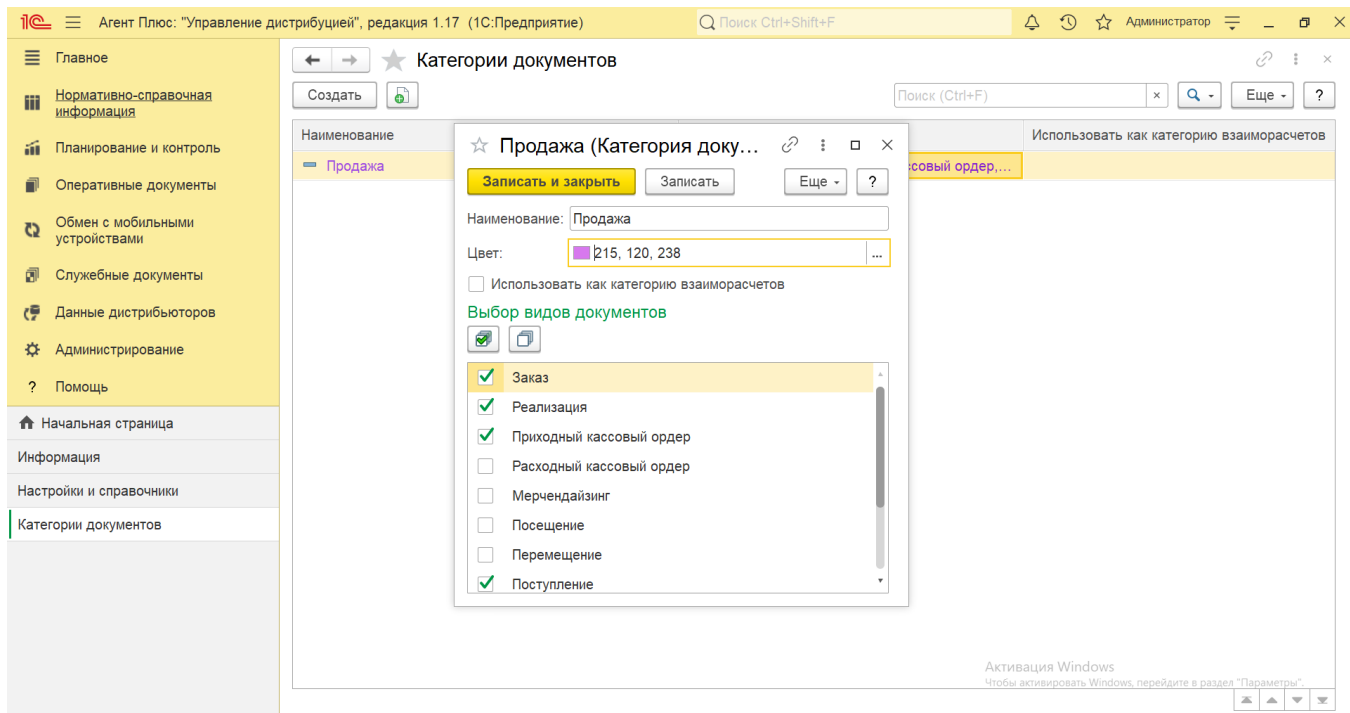 1С Агент Плюс: "Управление дистрибуцией", редакция 1.17 (1С:Предприятие) Поиск Ctrl+Shift+F Администратор
Главное
Нормативно-справочная
информация
Планирование и контроль
Оперативные документы
Обмен с мобильными
устройствами
Служебные документы
Данные дистрибьюторов
Администрирование
? Помощь
Начальная страница
Информация
Настройки и справочники
Категории документов
Категории документов
Создать Поиск (Ctrl+F) × Еще ?
Наименование Использовать как категорию взаиморасчетов
Продажа ордер,...
Продажа (Категория доку...
Записать и закрыть Записать Еще ?
Наименование: Продажа
Цвет: 215, 120, 238 ...
Использовать как категорию взаиморасчетов
Выбор видов документов
Заказ
Реализация
Приходный кассовый ордер
Расходный кассовый ордер
Мерчендайзинг
Посещение
Перемещение
Поступление
Активация Windows
Чтобы активировать Windows, перейдите в раздел "Параметры".